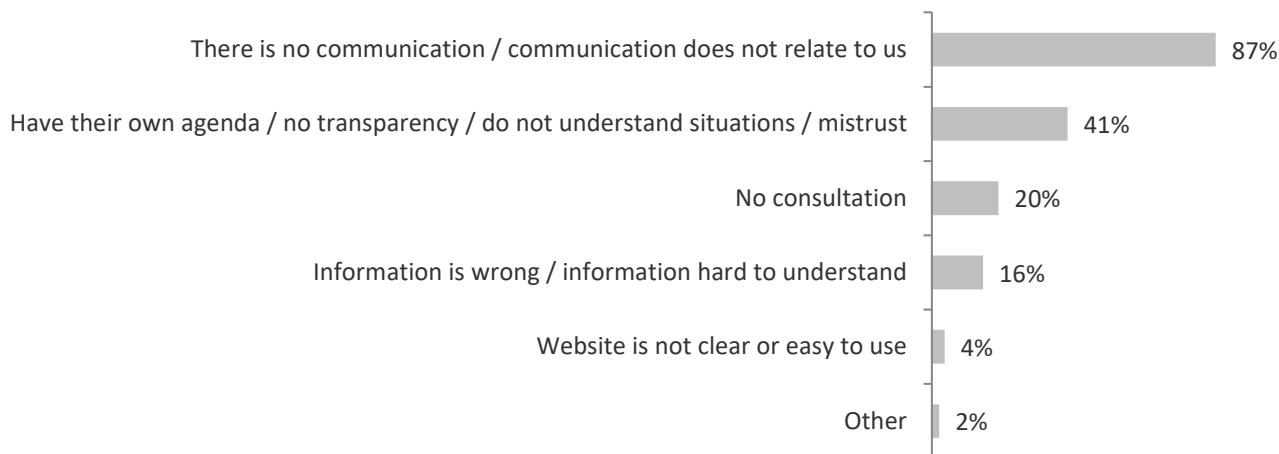 There is no communication / communication does not relate to us 87%
Have their own agenda / no transparency / do not understand situations / mistrust 41%
No consultation 20%
Information is wrong / information hard to understand 16%
Website is not clear or easy to use 4%
Other 2%